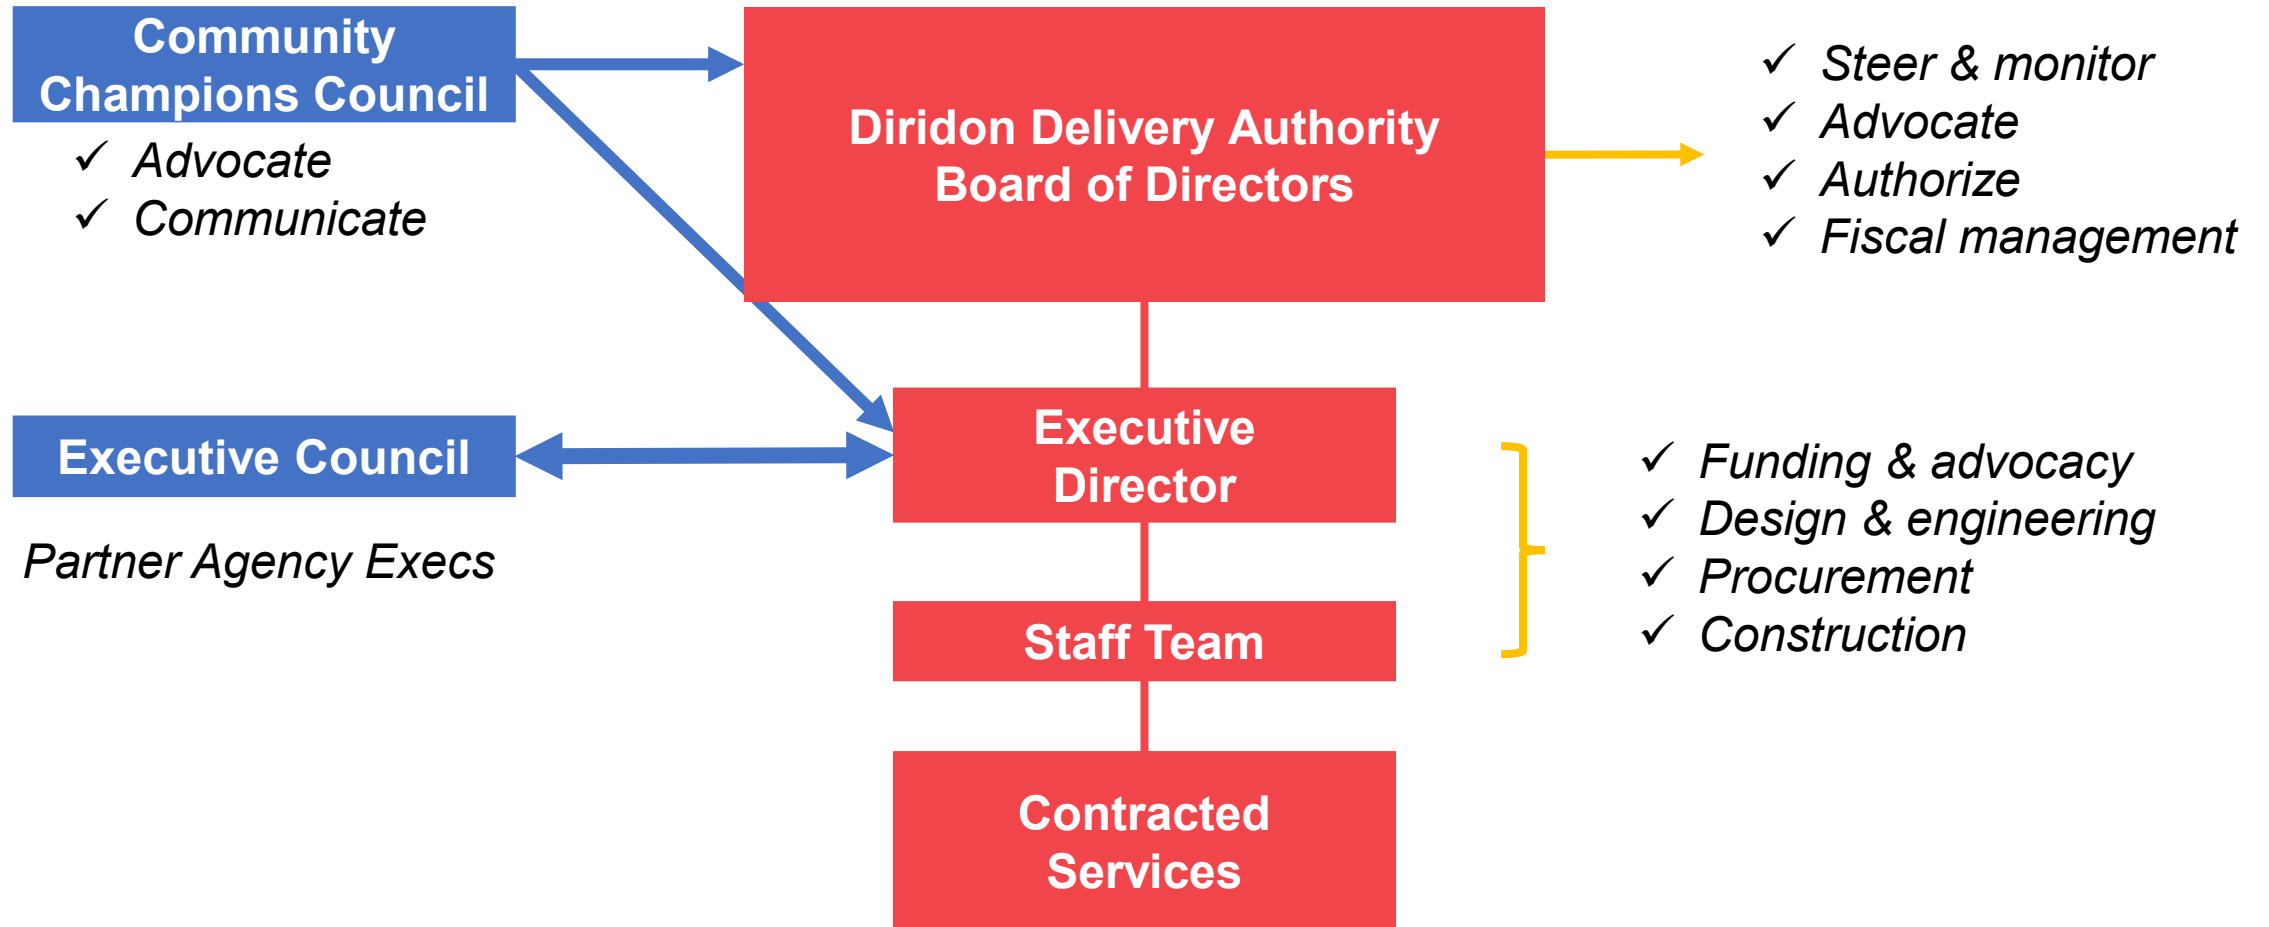 Community
Champions Council
✓ Advocate
✓ Communicate
Diridon Delivery Authority
Board of Directors
✓ Steer & monitor
✓ Advocate
✓ Authorize
✓ Fiscal management
Executive Council
Partner Agency Execs
Executive
Director
Staff Team
✓ Funding & advocacy
✓ Design & engineering
✓ Procurement
✓ Construction
Contracted
Services